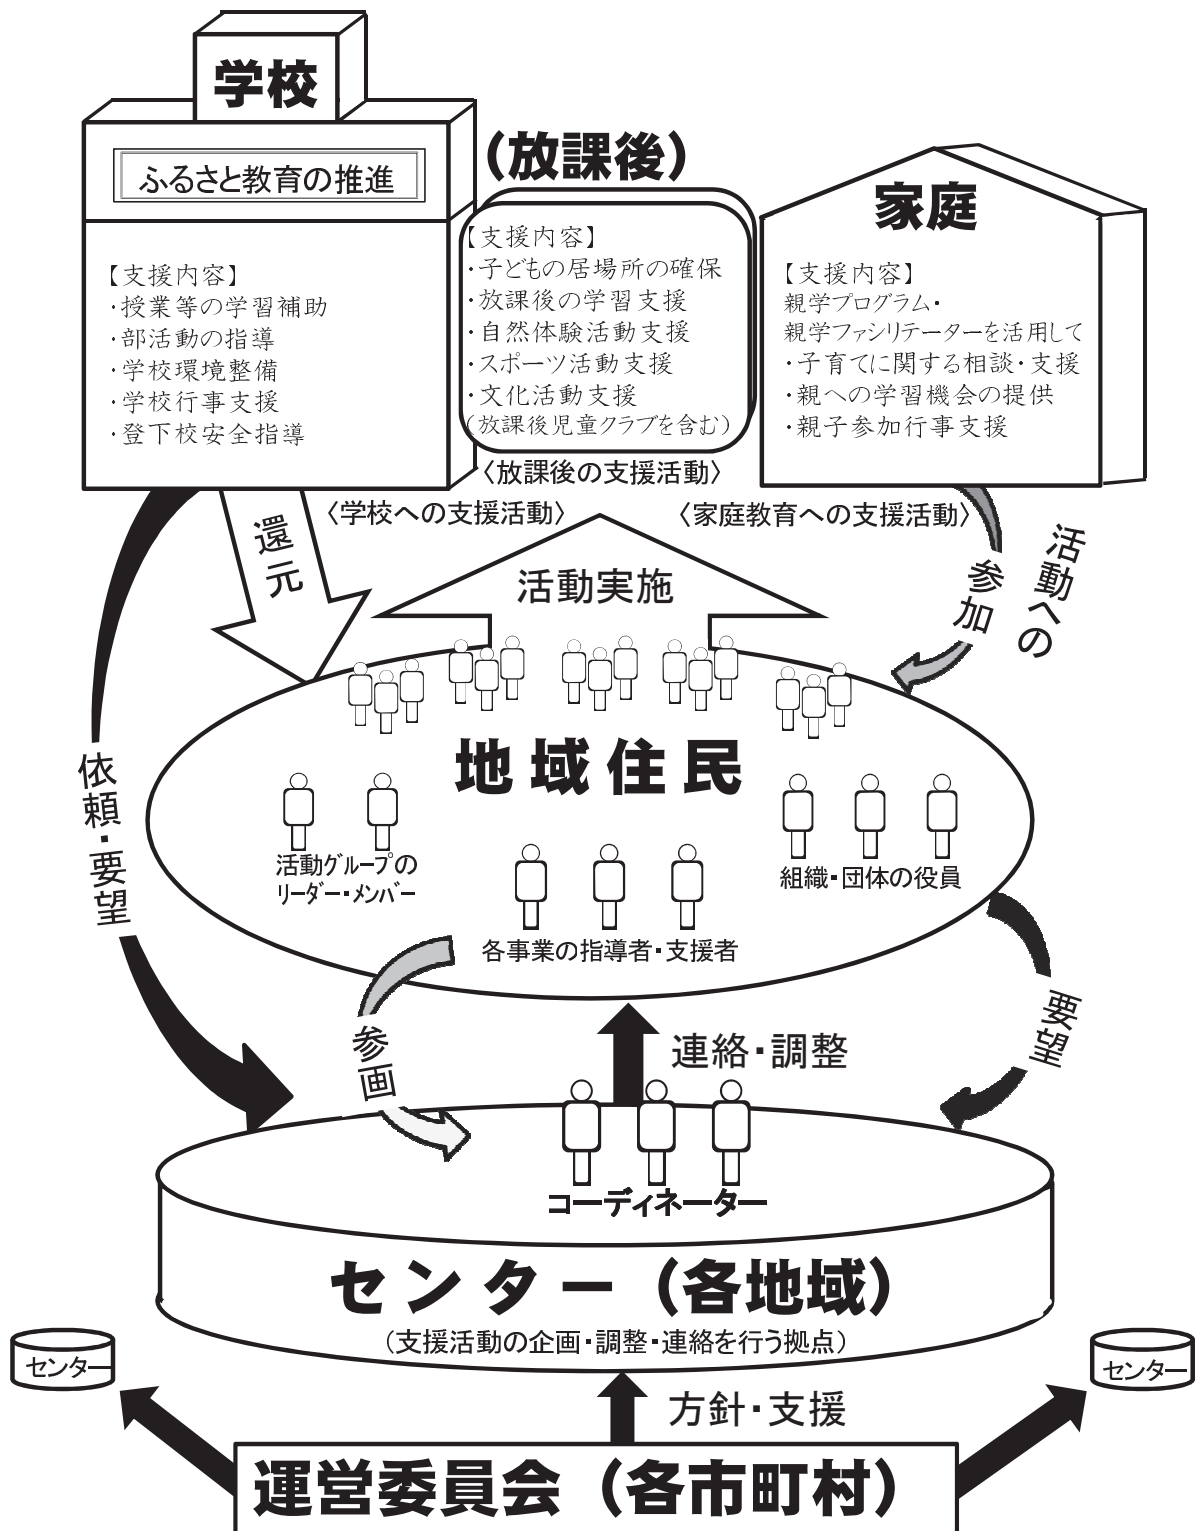 学校
ふるさと教育の推進
【支援内容】
・授業等の学習補助
・部活動の指導
・学校環境整備
・学校行事支援
・登下校安全指導
（放課後）
【支援内容】
・子どもの居場所の確保
・放課後の学習支援
・自然体験活動支援
・スポーツ活動支援
・文化活動支援
（放課後児童クラブを含む）
家庭
【支援内容】
親学プログラム・
親学ファシリテーターを活用して
・子育てに関する相談・支援
・親への学習機会の提供
・親子参加行事支援
〈放課後の支援活動〉
〈学校への支援活動〉
〈家庭教育への支援活動〉
還元
活動実施
活動への
参加
地域住民
依頼・要望
活動グループの
リーダー・メンバー
組織・団体の役員
各事業の指導者・支援者
参画
連絡・調整
要望
コーディネーター
センター（各地域）
（支援活動の企画・調整・連絡を行う拠点）
センター
センター
方針・支援
運営委員会（各市町村）